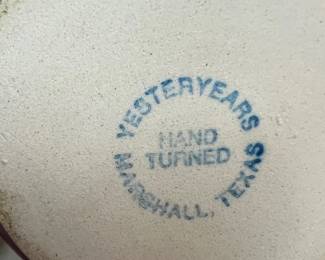 YESTERYEARS
HAND
TURNED
MARSHALL, TEXAS